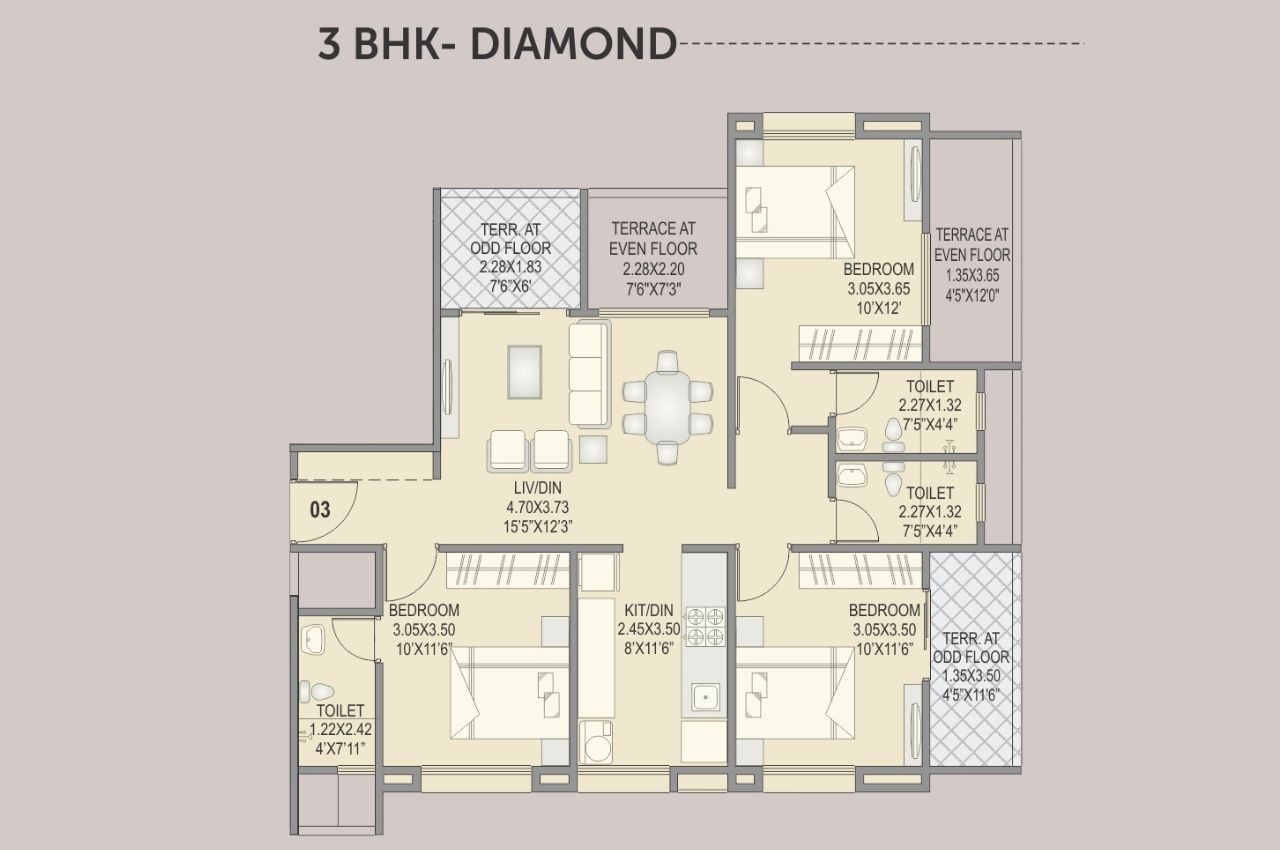 3 BHK- DIAMOND
TERR. AT
ODD FLOOR
2.28X1.83
7'6"X6'
TERRACE AT
EVEN FLOOR
2.28X2.20
7'6"X7'3"
BEDROOM
3.05X3.65
10'X12'
TERRACE AT
EVEN FLOOR
1.35X3.65
4'5"X12'0"
TOILET
2.27X1.32
7'5"X4'4"
TOILET
2.27X1.32
7'5"X4'4"
LIV/DIN
4.70X3.73
15'5"X12'3"
03
BEDROOM
3.05X3.50
10'X11'6"
KIT/DIN
2.45X3.50
8'X11'6"
BEDROOM
3.05X3.50
10'X11'6"
TERR. AT
ODD FLOOR
1.35X3.50
4'5"X11'6"
TOILET
1.22X2.42
4'X7'11"